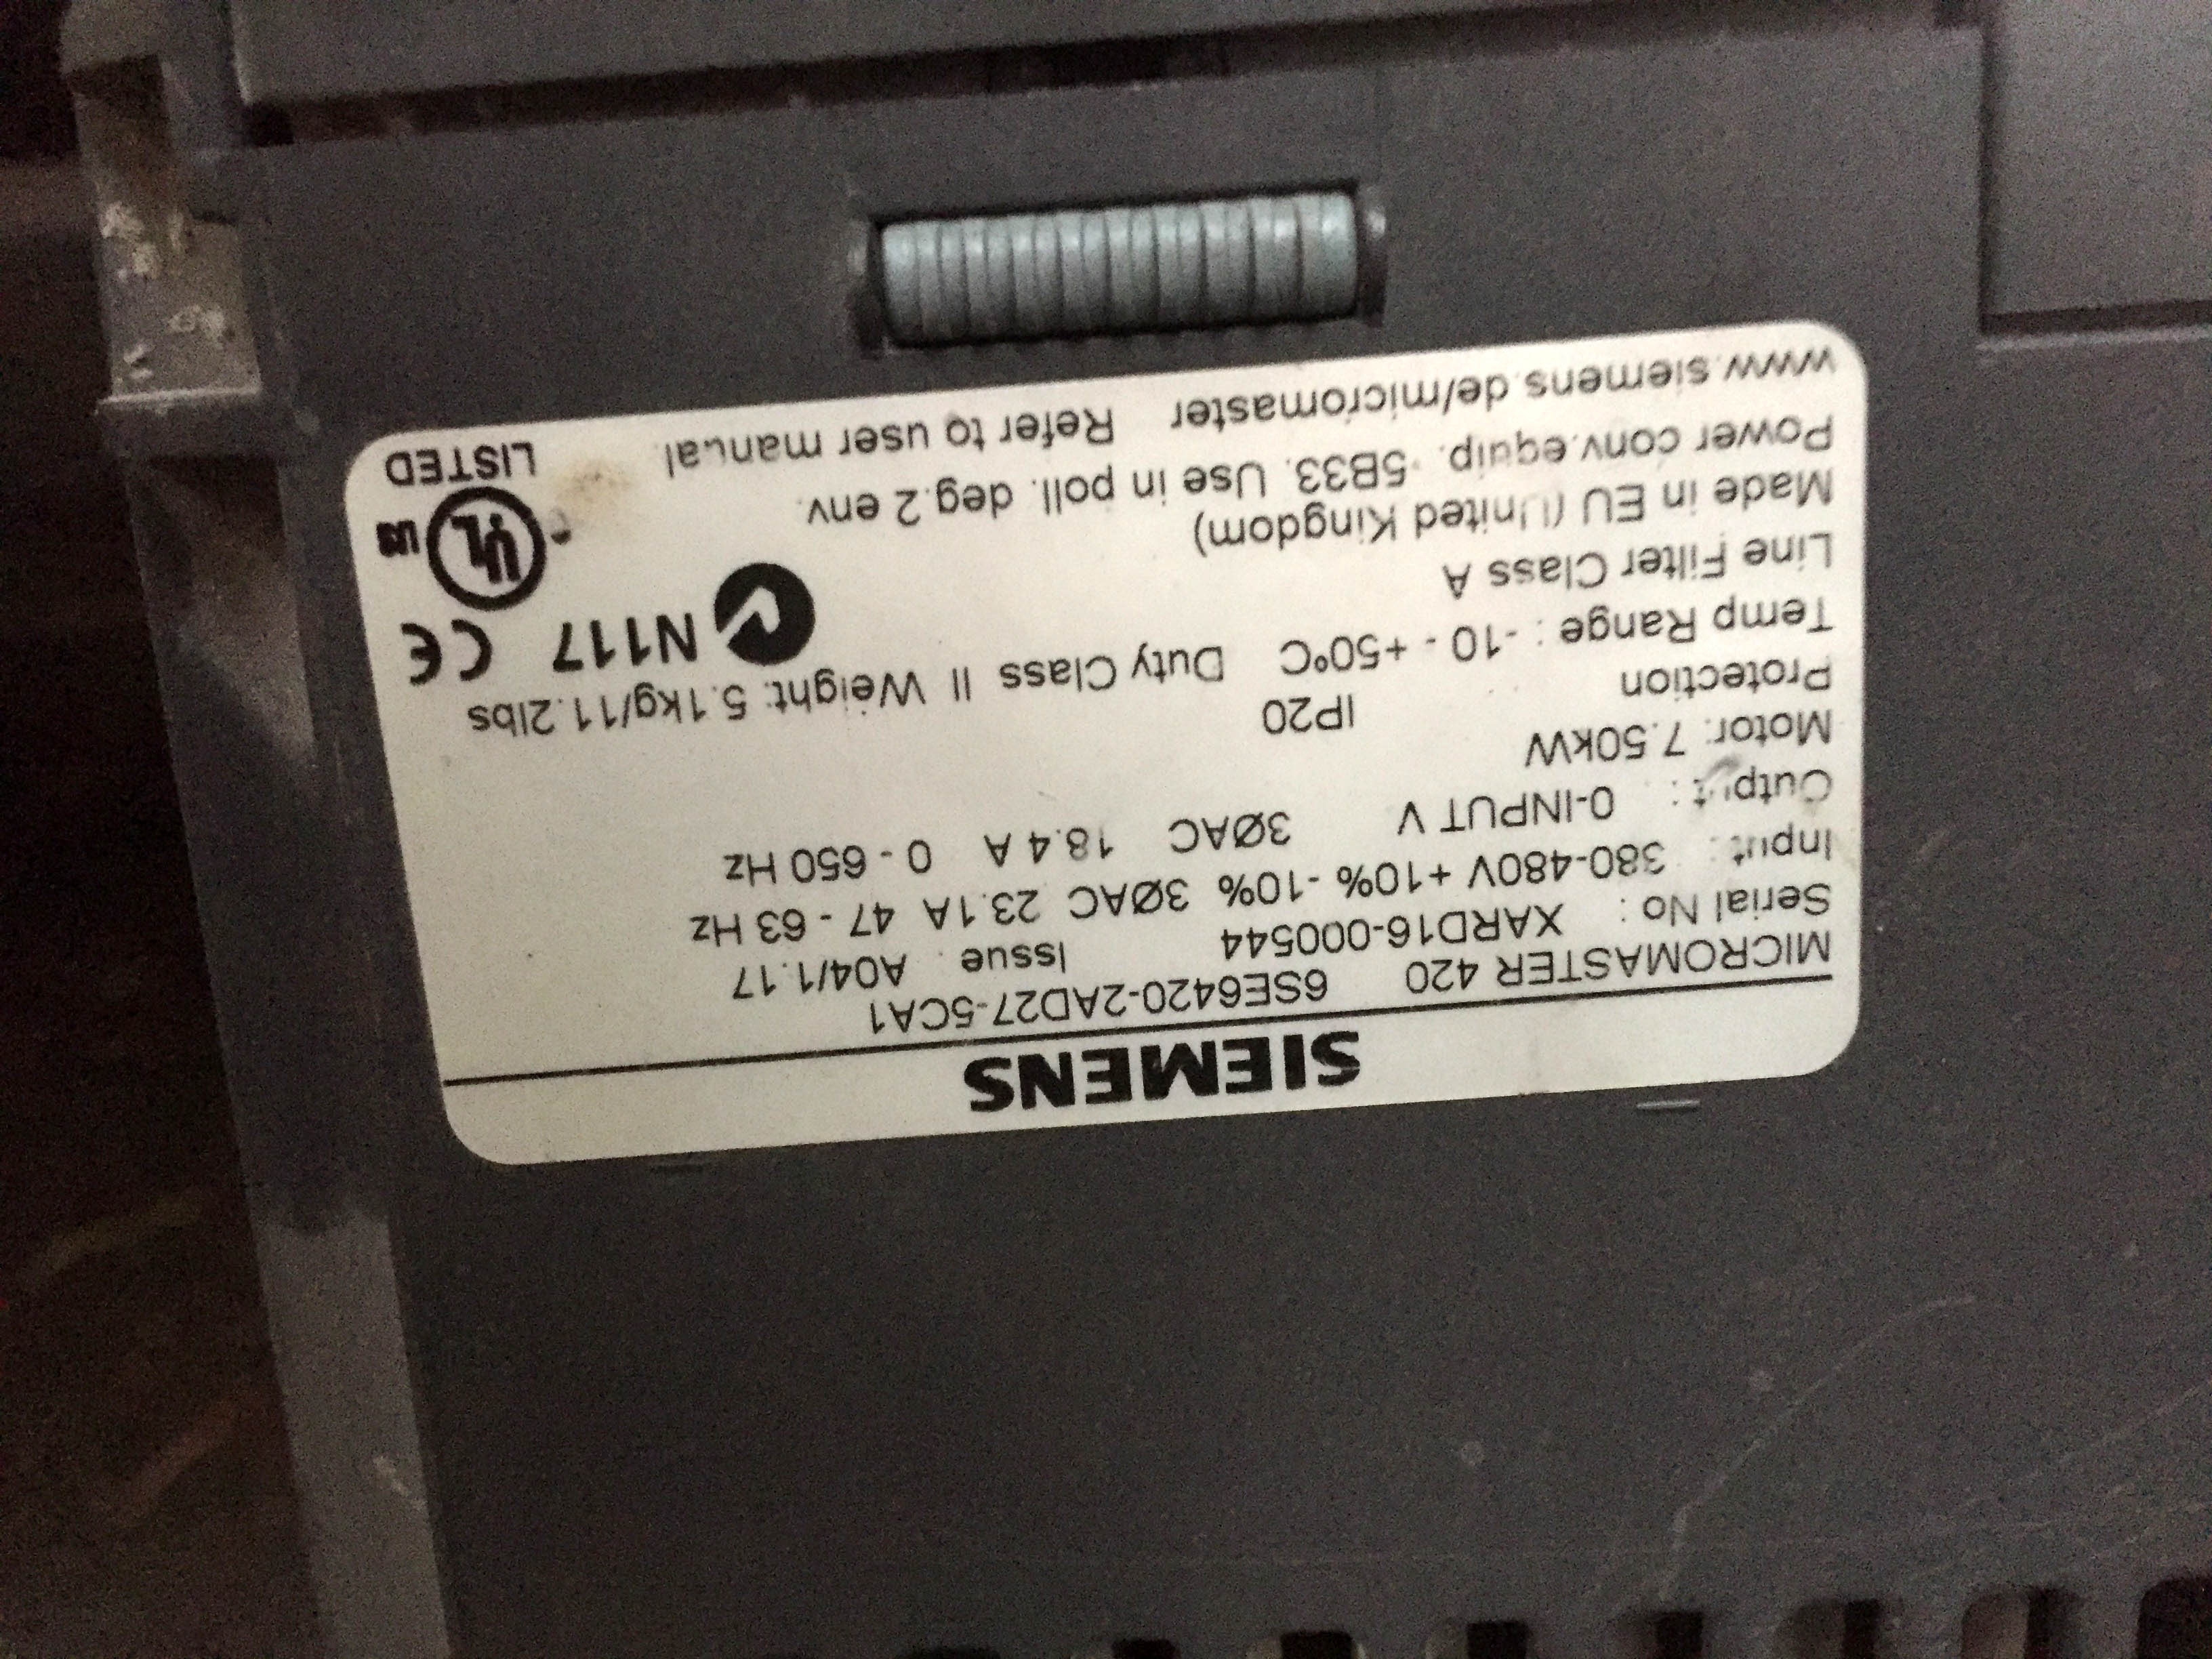 SIEMENS
MICROMASTER 420 6SE6420-2AD27-5CA1
Serial No : XARD16-000544 Issue : A04/1.17
Input : 380-480V +10% -10% 3ØAC 23.1A 47 - 63 Hz
Output : 0-INPUT V 3ØAC 18.4 A 0 - 650 Hz
Motor: 7.50kW
Protection IP20
Temp Range : -10 - +50°C Duty Class II Weight: 5.1kg/11.2lbs
Line Filter Class A
N117 CE
Made in EU (United Kingdom)
Power conv.equip. 5B33. Use in poll. deg.2 env.
UL US
www.siemens.de/micromaster Refer to user manual
LISTED